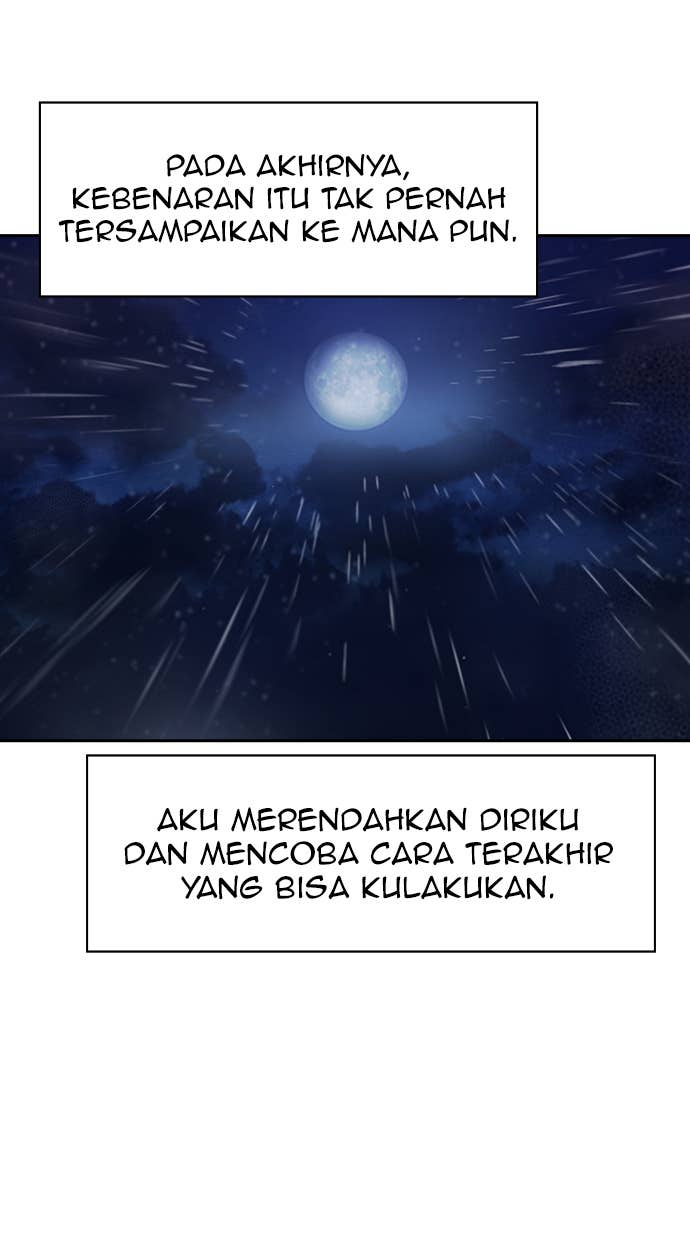 PADA AKHIRNYA,
KEBENARAN ITU TAK PERNAH
TERSAMPAIKAN KE MANA PUN.
AKU MERENDAHKAN DIRIKU
DAN MENCOBA CARA TERAKHIR
YANG BISA KULAKUKAN.